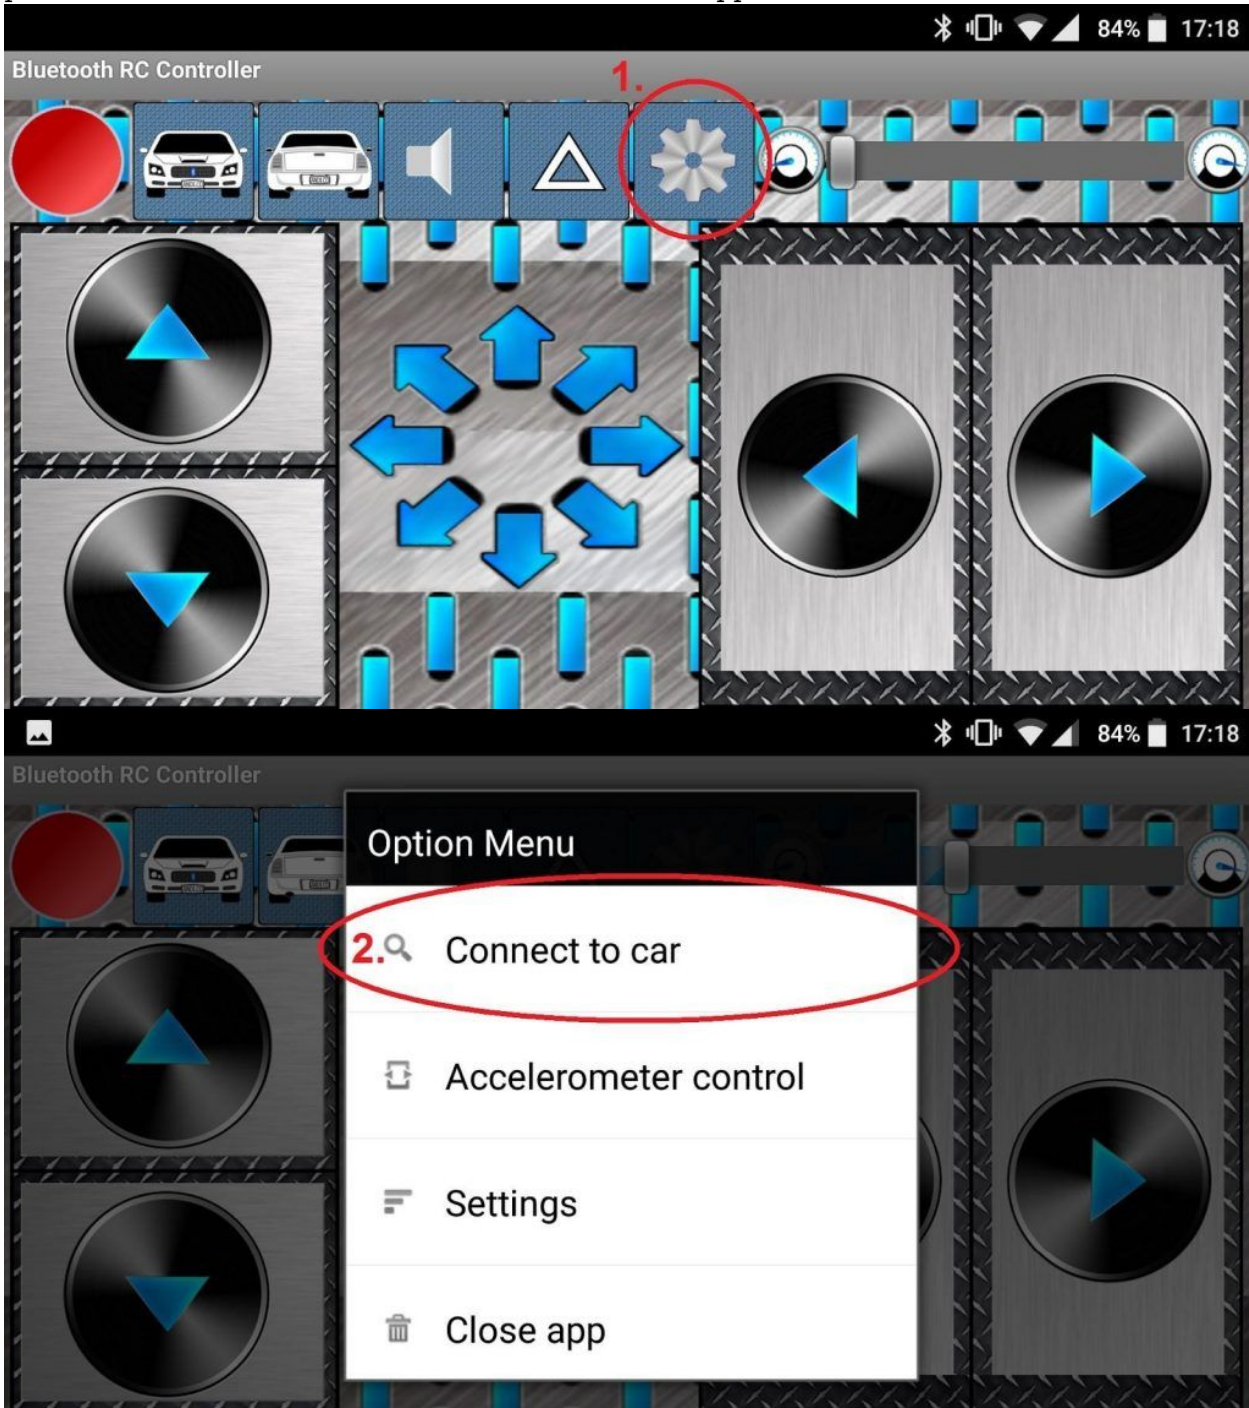 84% 17:18
Bluetooth RC Controller
1.
84% 17:18
Bluetooth RC Controller
Option Menu
2. Connect to car
Accelerometer control
Settings
Close app